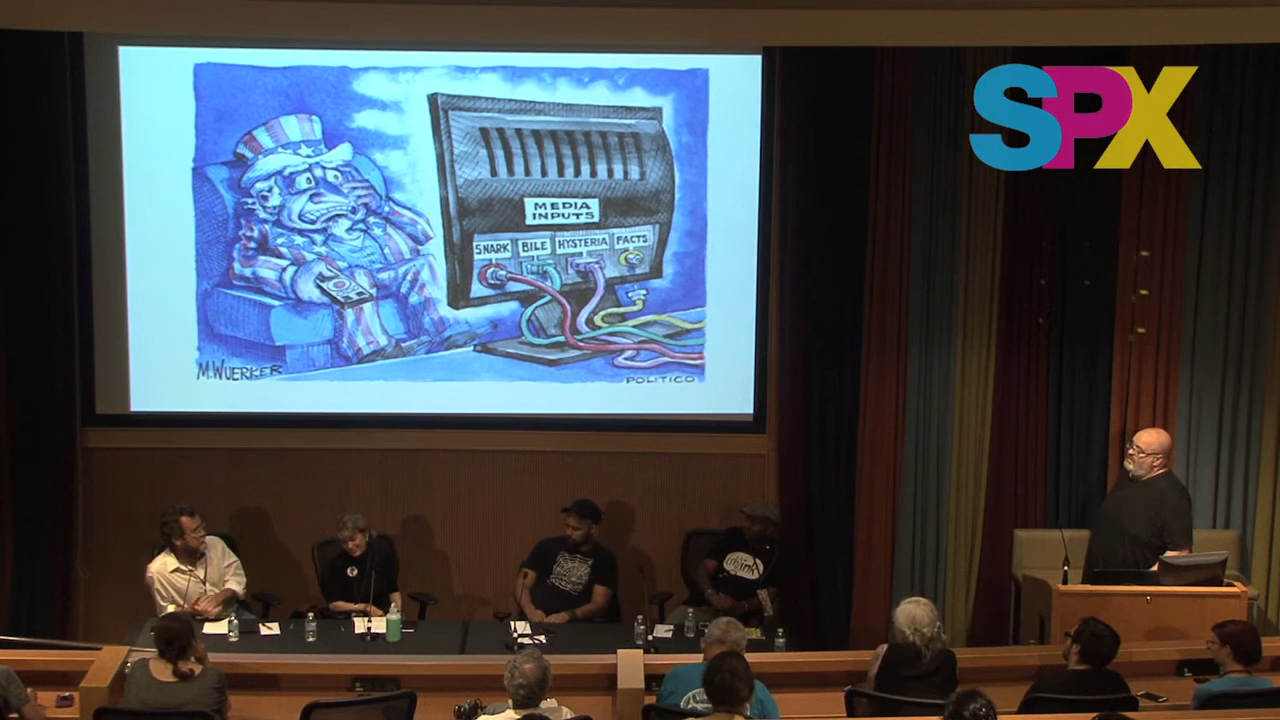 SPX
MEDIA
INPUTS
SNARK BILE HYSTERIA FACTS
M.WUERKER
POLITICO